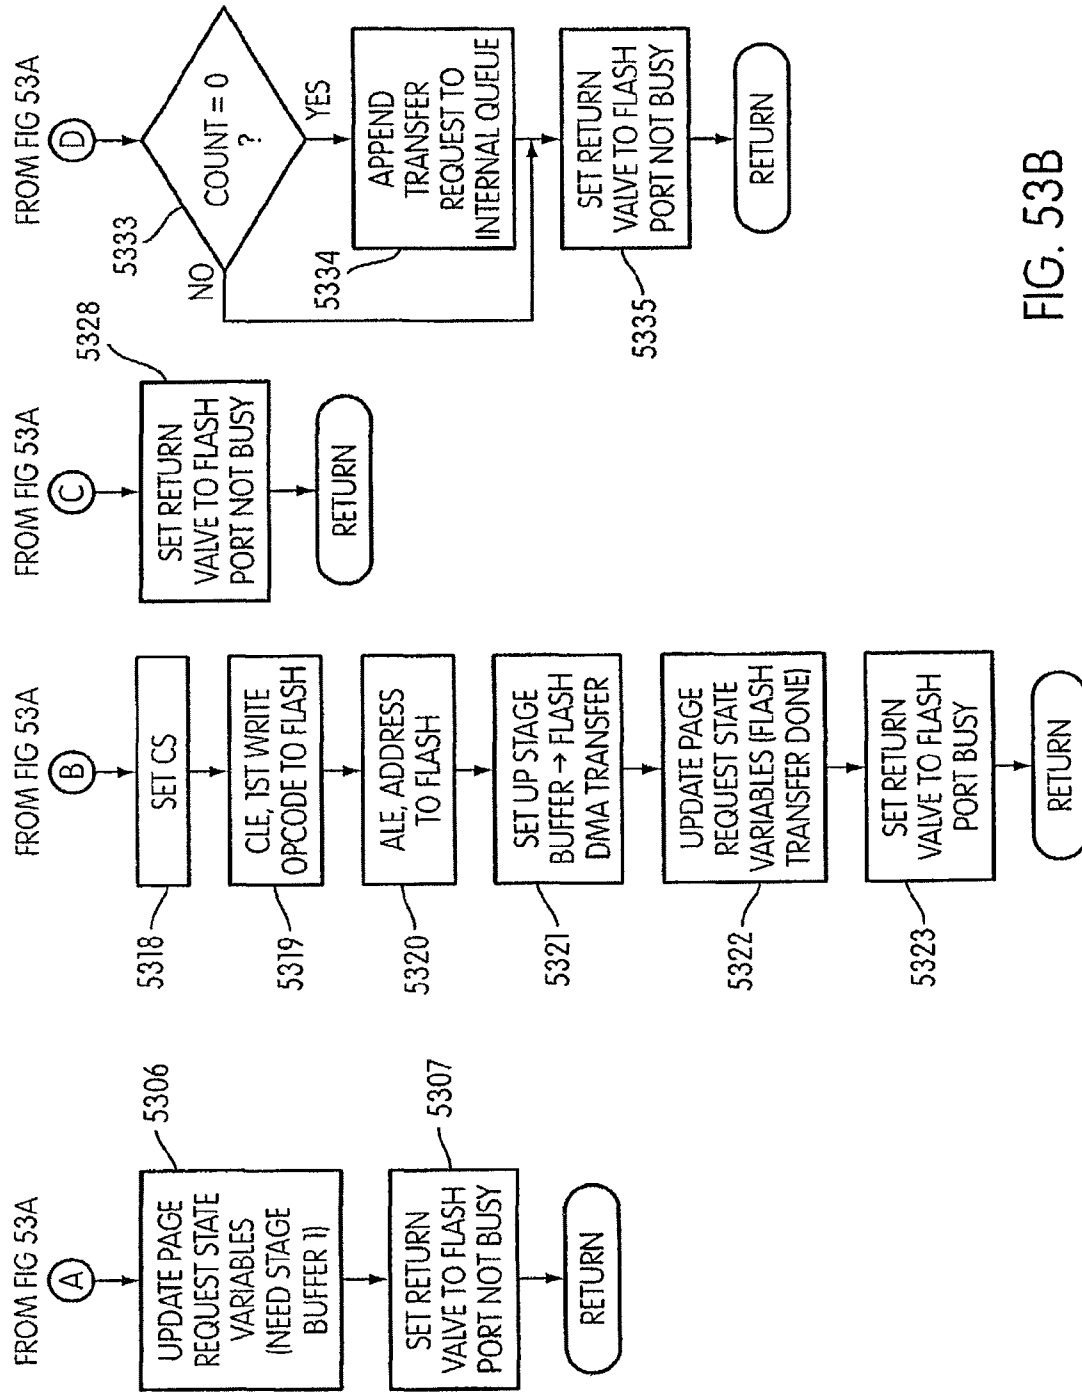 FROM FIG 53A
A
UPDATE PAGE
REQUEST STATE
VARIABLES
(NEED STAGE
BUFFER 1)
5306
SET RETURN
VALVE TO FLASH
PORT NOT BUSY
5307
RETURN
FROM FIG 53A
B
SET CS
5318
CLE, 1ST WRITE
OPCODE TO FLASH
5319
ALE, ADDRESS
TO FLASH
5320
SET UP STAGE
BUFFER → FLASH
DMA TRANSFER
5321
UPDATE PAGE
REQUEST STATE
VARIABLES (FLASH
TRANSFER DONE)
5322
SET RETURN
VALVE TO FLASH
PORT BUSY
5323
RETURN
FROM FIG 53A
C
5328
SET RETURN
VALVE TO FLASH
PORT NOT BUSY
RETURN
FROM FIG 53A
D
5333
COUNT = 0
?
NO
YES
5334
APPEND
TRANSFER
REQUEST TO
INTERNAL QUEUE
5335
SET RETURN
VALVE TO FLASH
PORT NOT BUSY
RETURN
FIG. 53B